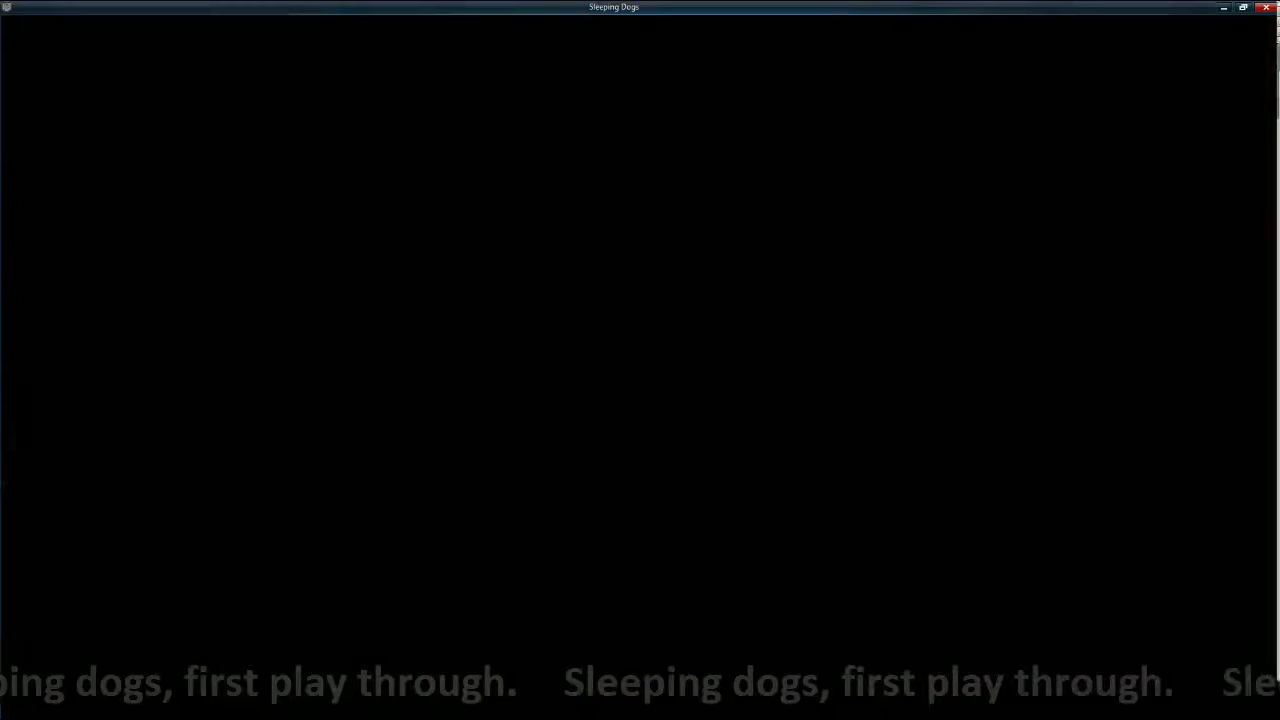 Sleeping Dogs
ping dogs, first play through. Sleeping dogs, first play through. Sle